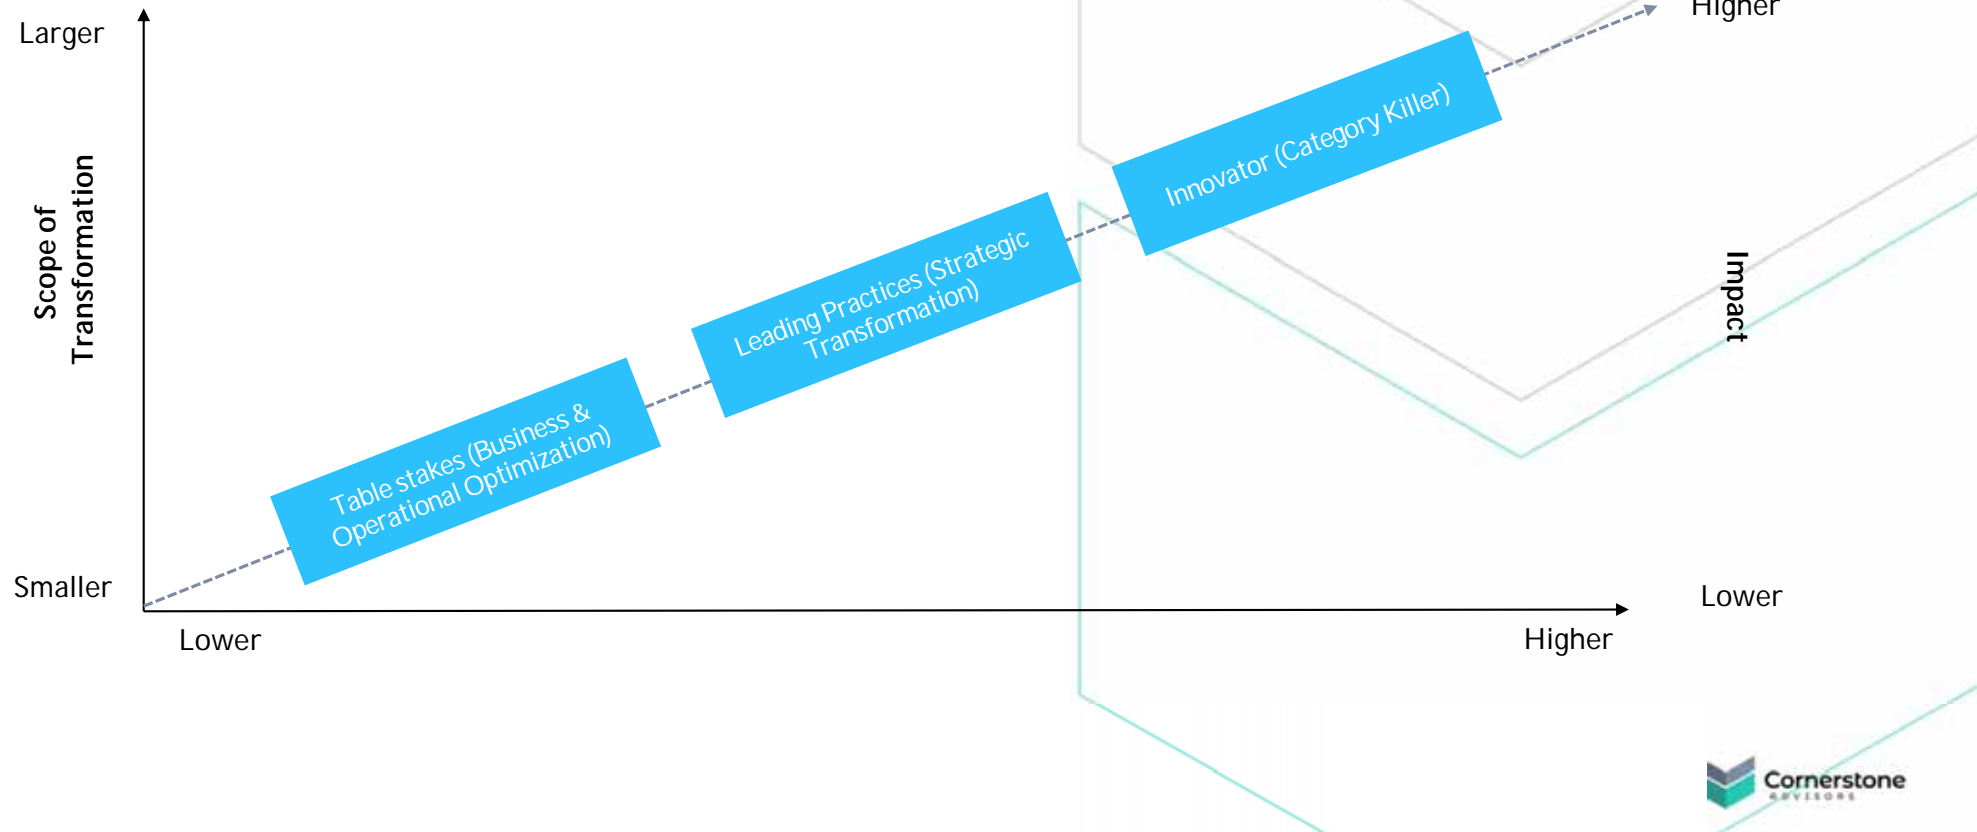 Higher
Larger
Innovator (Category Killer)
Scope of
Transformation
Leading Practices (Strategic
Transformation)
Impact
Table stakes (Business &
Operational Optimization)
Smaller
Lower
Lower
Higher
Cornerstone
ADVISORS